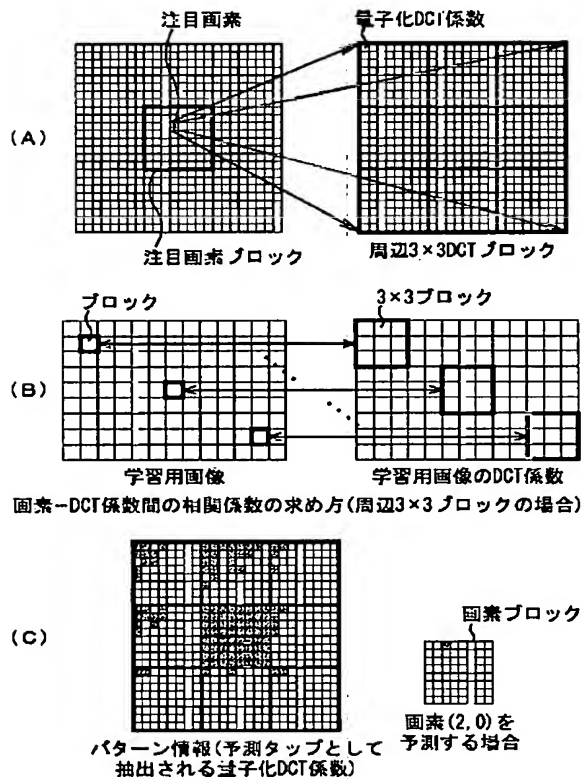 注目画素
量子化DCT係数
(A)
注目画素ブロック
周辺3×3DCTブロック
ブロック
3×3ブロック
(B)
学習用画像
学習用画像のDCT係数
画素−DCT係数間の相関係数の求め方(周辺3×3ブロックの場合)
(C)
画素ブロック
画素(2,0)を
予測する場合
パターン情報(予測タップとして
抽出される量子化DCT係数)